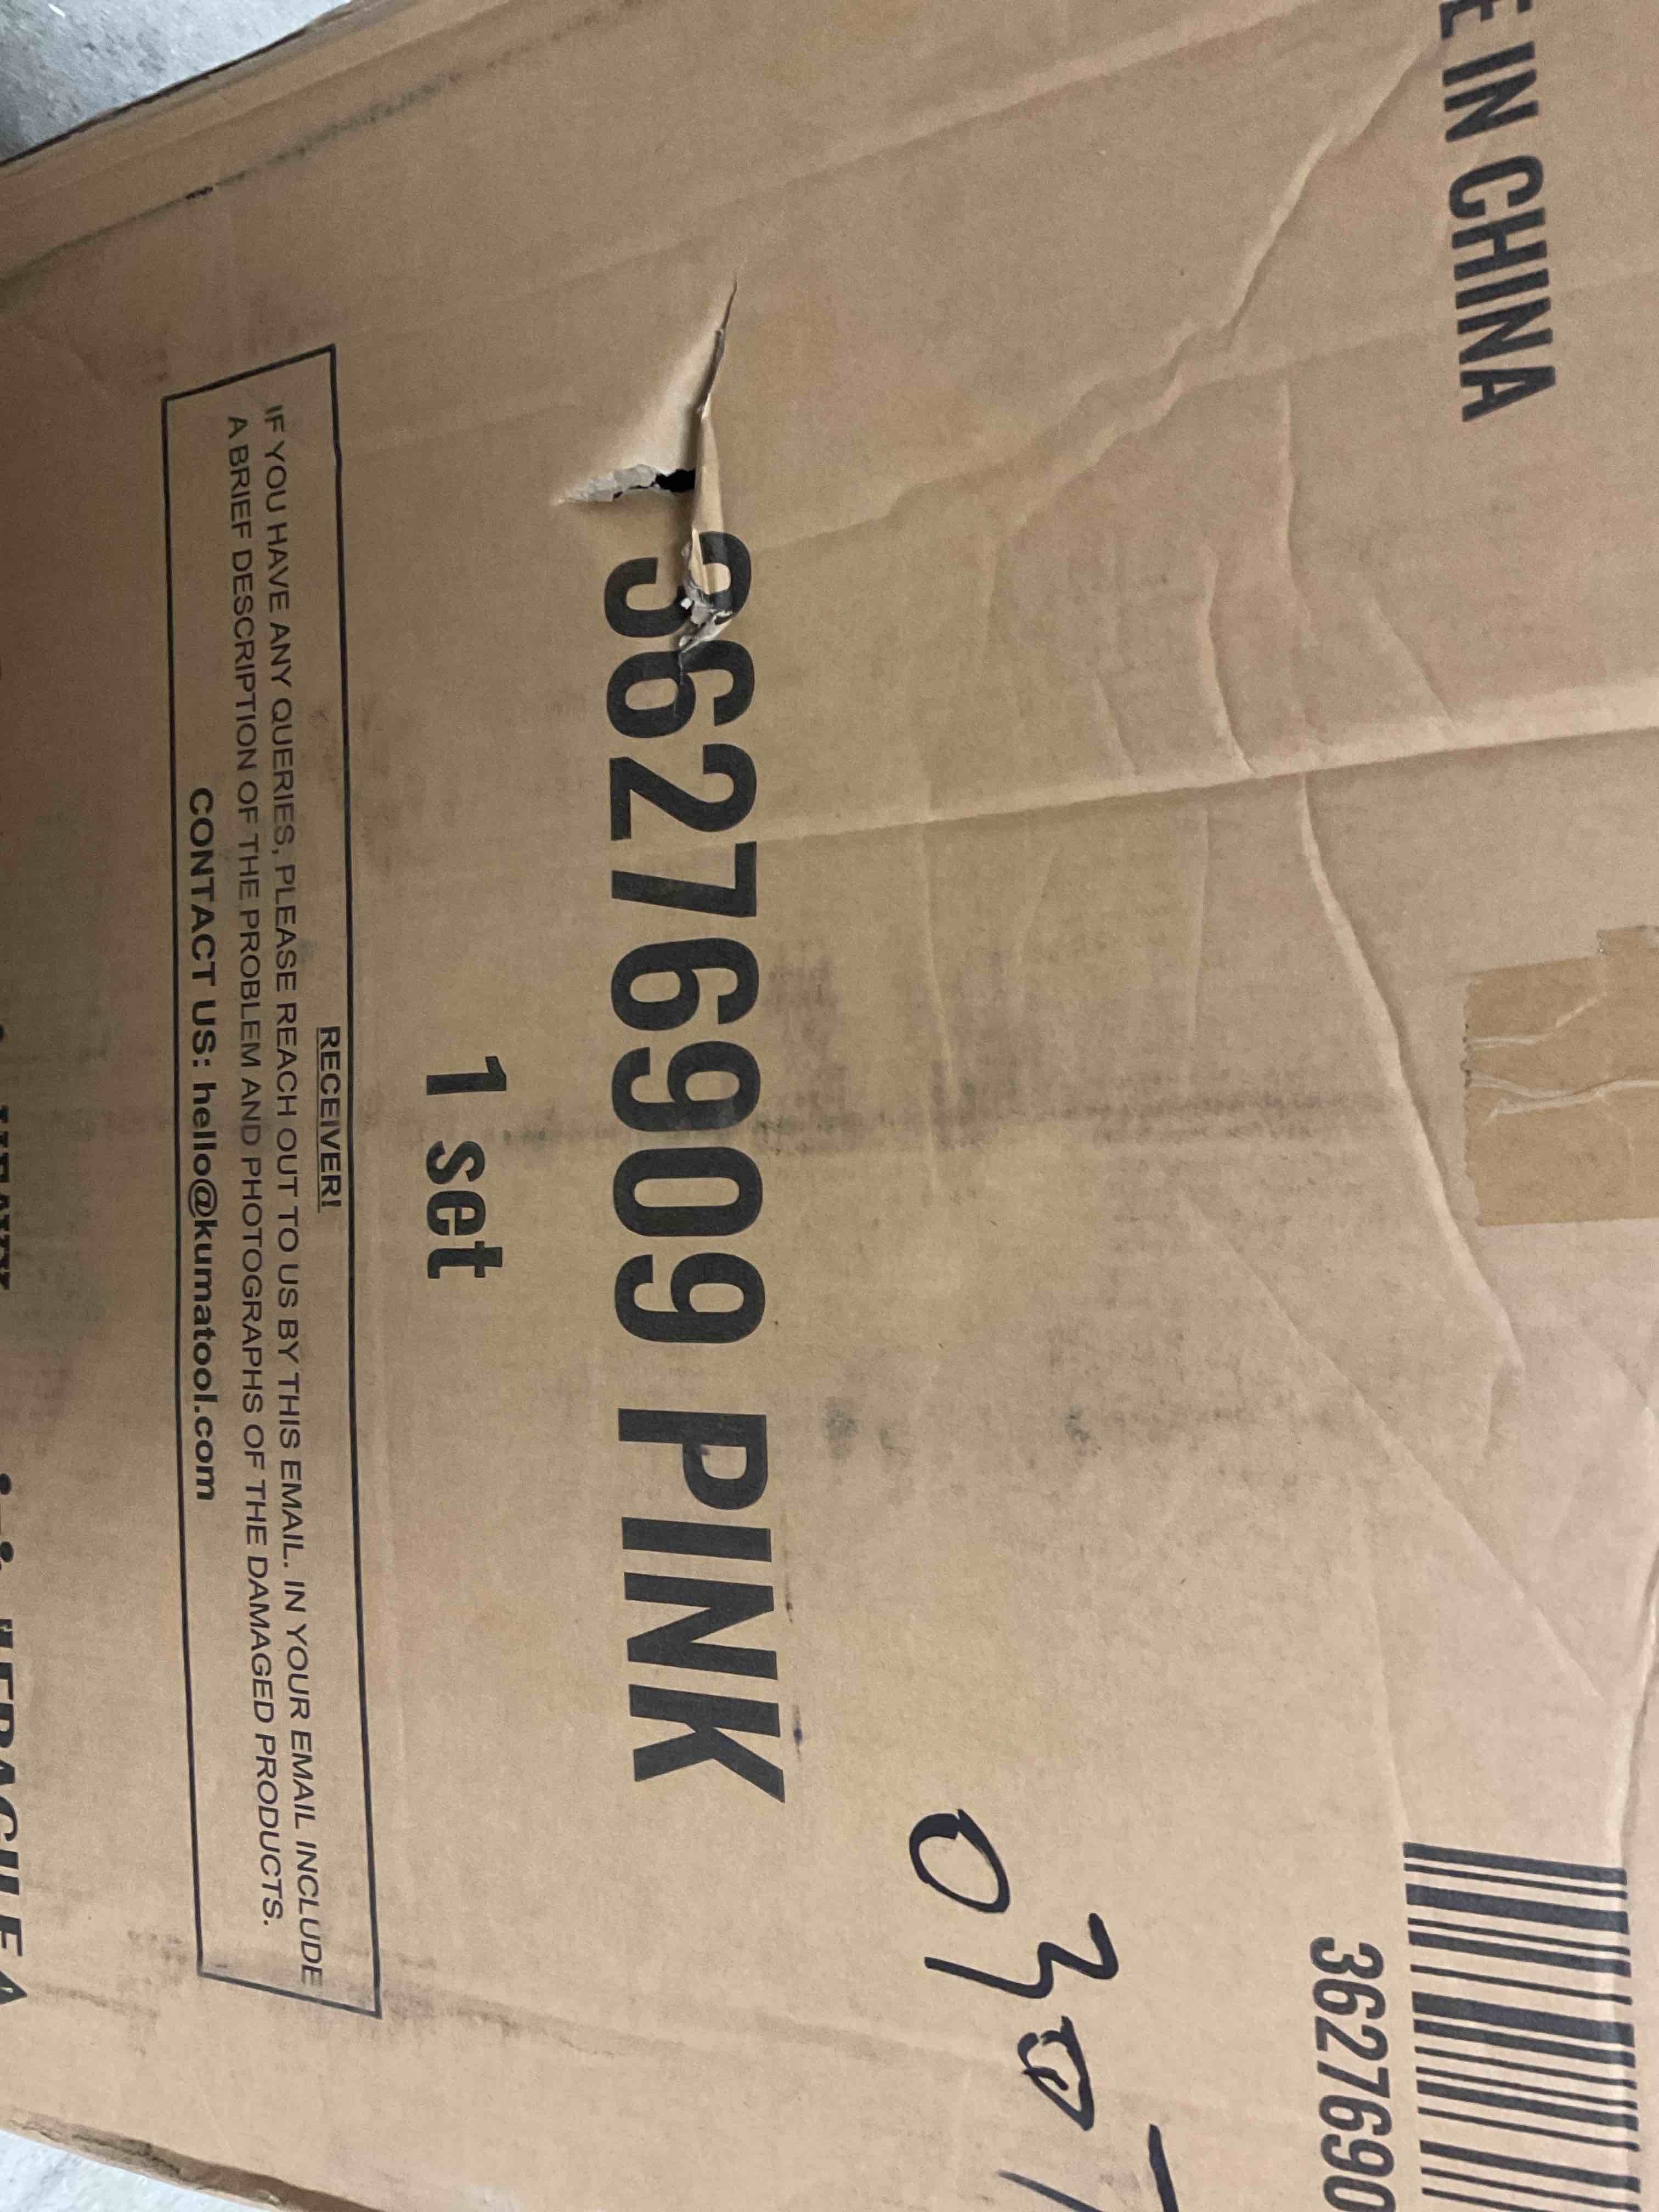 E IN CHINA
3627690
0307
36276909 PINK
1 set
RECEIVER!
IF YOU HAVE ANY QUERIES, PLEASE REACH OUT TO US BY THIS EMAIL. IN YOUR EMAIL INCLUDE
A BRIEF DESCRIPTION OF THE PROBLEM AND PHOTOGRAPHS OF THE DAMAGED PRODUCTS.
CONTACT US: hello@kumatool.com